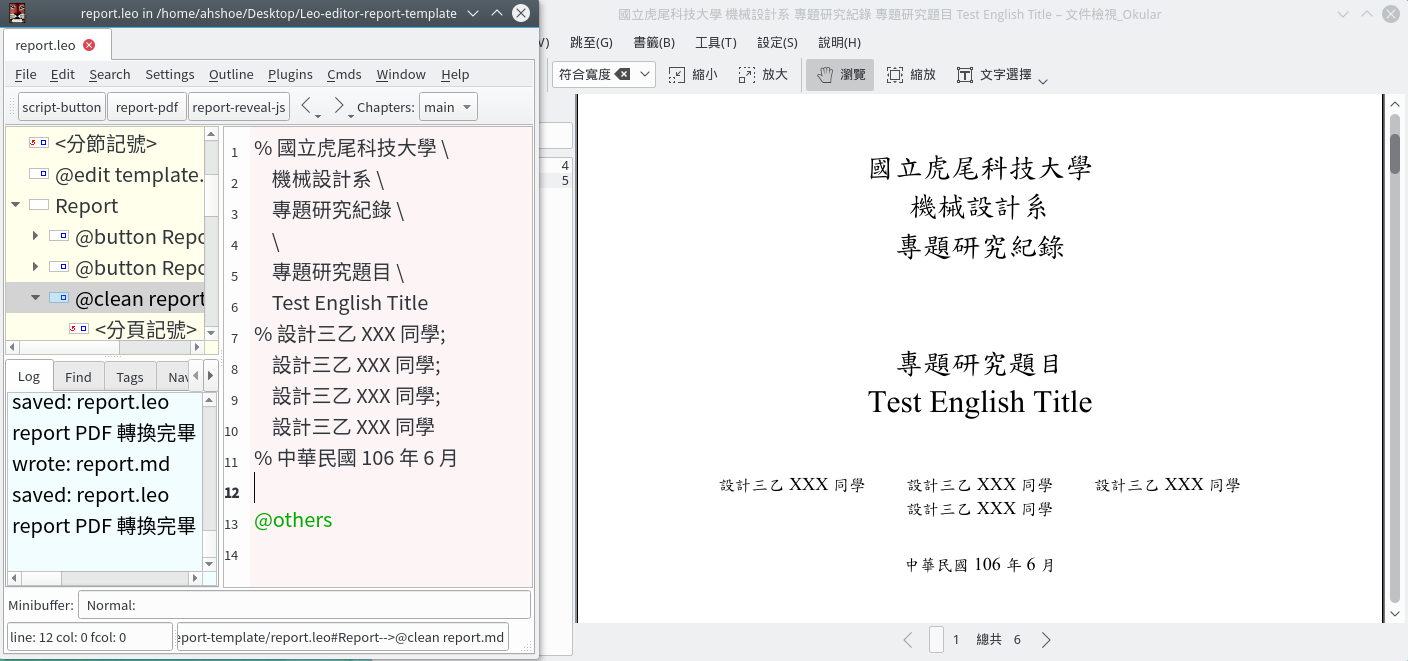 report.leo in /home/ahshoe/Desktop/Leo-editor-report-template
report.leo
File Edit Search Settings Outline Plugins Cmds Window Help
script-button report-pdf report-reveal-js Chapters: main
<分節記號>
@edit template.
Report
@button Repo
@button Repo
@clean report
<分頁記號>
Log Find Tags Nav
saved: report.leo
report PDF 轉換完畢
wrote: report.md
saved: report.leo
report PDF 轉換完畢
1 % 國立虎尾科技大學 \
2 機械設計系 \
3 專題研究紀錄 \
4 \
5 專題研究題目 \
6 Test English Title
7 % 設計三乙 XXX 同學;
8 設計三乙 XXX 同學;
9 設計三乙 XXX 同學;
10 設計三乙 XXX 同學
11 % 中華民國 106 年 6 月
12
13 @others
14
Minibuffer: Normal:
line: 12 col: 0 fcol: 0 eport-template/report.leo#Report-->@clean report.md
國立虎尾科技大學 機械設計系 專題研究紀錄 專題研究題目 Test English Title – 文件檢視_Okular
V) 跳至(G) 書籤(B) 工具(T) 設定(S) 說明(H)
符合寬度 縮小 放大 瀏覽 縮放 文字選擇
4
5
國立虎尾科技大學
機械設計系
專題研究紀錄
專題研究題目
Test English Title
設計三乙 XXX 同學 設計三乙 XXX 同學 設計三乙 XXX 同學
設計三乙 XXX 同學
中華民國 106 年 6 月
1 總共 6